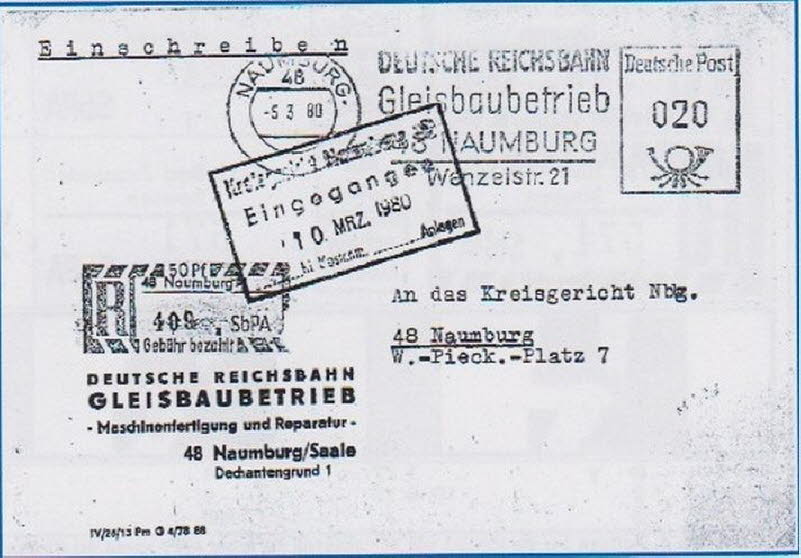 Einschreiben
NAUMBURG
48
-5 3 80
DEUTSCHE REICHSBAHN
Gleisbaubetrieb
48 NAUMBURG
Wenzelstr. 21
Deutsche Post
020
Kreisgericht Naumburg
Eingegangen
10. MRZ. 1980
Anlagen
50 Pf
48 Naumburg
R
409 SbPA
Gebühr bezahlt
An das Kreisgericht Nbg.
48 Naumburg
W.-Pieck.-Platz 7
DEUTSCHE REICHSBAHN
GLEISBAUBETRIEB
- Maschinenfertigung und Reparatur -
48 Naumburg/Saale
Dechantengrund 1